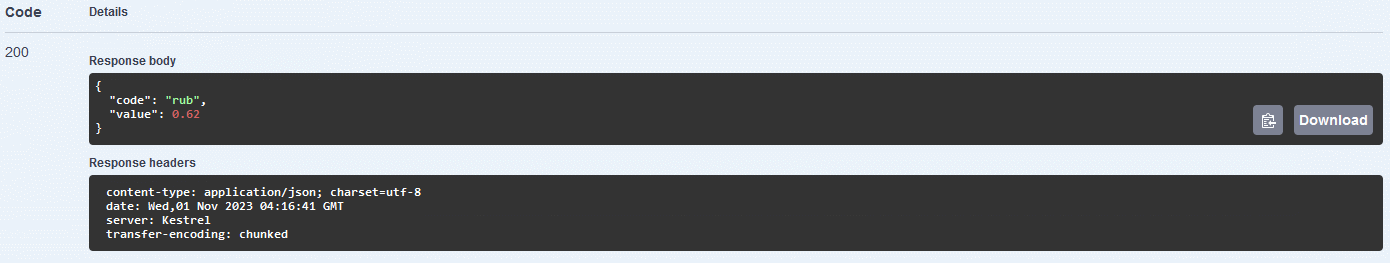 Code Details
200
Response body
{
  "code": "rub",
  "value": 0.62
}
Download
Response headers
content-type: application/json; charset=utf-8
date: Wed,01 Nov 2023 04:16:41 GMT
server: Kestrel
transfer-encoding: chunked